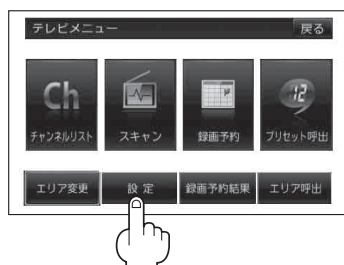 テレビメニュー 戻る
Ch
12
チャンネルリスト スキャン 録画予約 プリセット呼出
エリア変更 設定 録画予約結果 エリア呼出